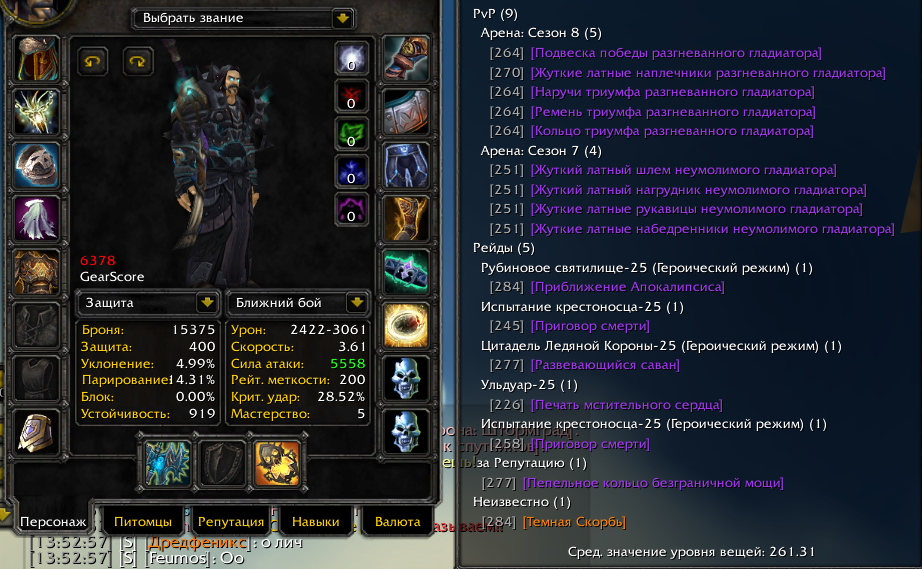 Выбрать звание
0
0
0
0
0
6378
GearScore
Защита
Ближний бой
Броня: 15375
Защита: 400
Уклонение: 4.99%
Парирование: 14.31%
Блок: 0.00%
Устойчивость: 919
Урон: 2422-3061
Скорость: 3.61
Сила атаки: 5558
Рейт. меткости: 200
Крит. удар: 28.52%
Мастерство: 5
Персонаж
Питомцы
Репутация
Навыки
Валюта
[13:52:57] [S] [Дредфеникс]: о лич
[13:52:57] [S] [Feumos]: Оо
PvP (9)
Арена: Сезон 8 (5)
[264] [Подвеска победы разгневанного гладиатора]
[270] [Жуткие латные наплечники разгневанного гладиатора]
[264] [Наручи триумфа разгневанного гладиатора]
[264] [Ремень триумфа разгневанного гладиатора]
[264] [Кольцо триумфа разгневанного гладиатора]
Арена: Сезон 7 (4)
[251] [Жуткий латный шлем неумолимого гладиатора]
[251] [Жуткий латный нагрудник неумолимого гладиатора]
[251] [Жуткие латные рукавицы неумолимого гладиатора]
[251] [Жуткие латные набедренники неумолимого гладиатора]
Рейды (5)
Рубиновое святилище-25 (Героический режим) (1)
[284] [Приближение Апокалипсиса]
Испытание крестоносца-25 (1)
[245] [Приговор смерти]
Цитадель Ледяной Короны-25 (Героический режим) (1)
[277] [Развевающийся саван]
Ульдуар-25 (1)
[226] [Печать мстительного сердца]
Испытание крестоносца-25 (Героический режим) (1)
[258] [Приговор смерти]
за Репутацию (1)
[277] [Пепельное кольцо безграничной мощи]
Неизвестно (1)
[284] [Темная Скорбь]
Сред. значение уровня вещей: 261.31